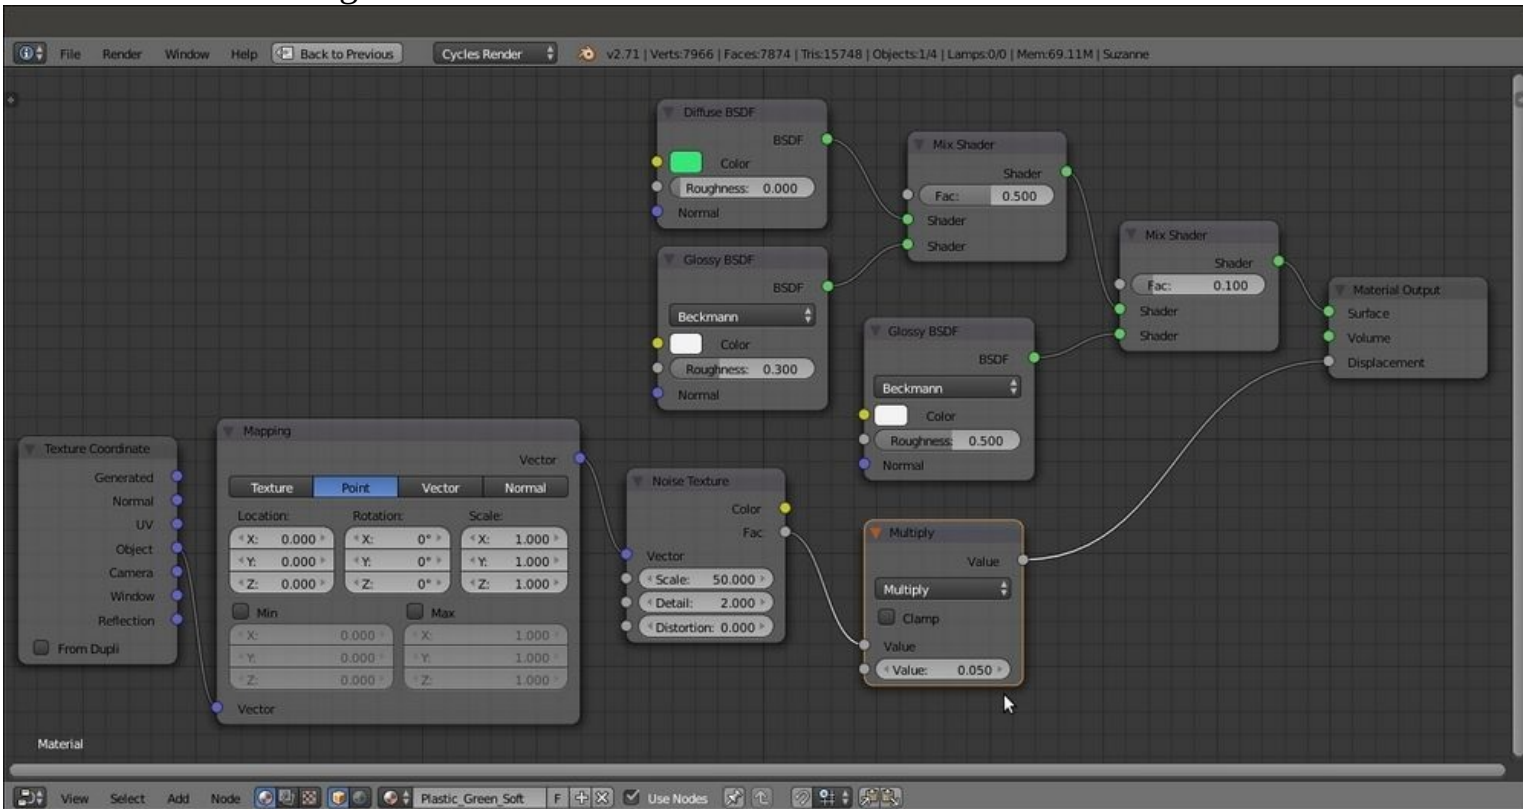 File Render Window Help Back to Previous Cycles Render v2.71 | Verts:7966 | Faces:7874 | Tris:15748 | Objects:1/4 | Lamps:0/0 | Mem:69.11M | Suzanne
Diffuse BSDF
BSDF
Color
Roughness: 0.000
Normal
Mix Shader
Shader
Fac: 0.500
Shader
Shader
Glossy BSDF
BSDF
Beckmann
Color
Roughness: 0.300
Normal
Mix Shader
Shader
Fac: 0.100
Shader
Shader
Material Output
Surface
Volume
Displacement
Glossy BSDF
BSDF
Beckmann
Color
Roughness: 0.500
Normal
Texture Coordinate
Generated
Normal
UV
Object
Camera
Window
Reflection
From Dupli
Mapping
Vector
Texture Point Vector Normal
Location: Rotation: Scale:
X: 0.000 X: 0° X: 1.000
Y: 0.000 Y: 0° Y: 1.000
Z: 0.000 Z: 0° Z: 1.000
Min Max
X: 0.000 X: 1.000
Y: 0.000 Y: 1.000
Z: 0.000 Z: 1.000
Vector
Noise Texture
Color
Fac
Vector
Scale: 50.000
Detail: 2.000
Distortion: 0.000
Multiply
Value
Multiply
Clamp
Value
Value: 0.050
Material
View Select Add Node Plastic_Green_Soft F Use Nodes